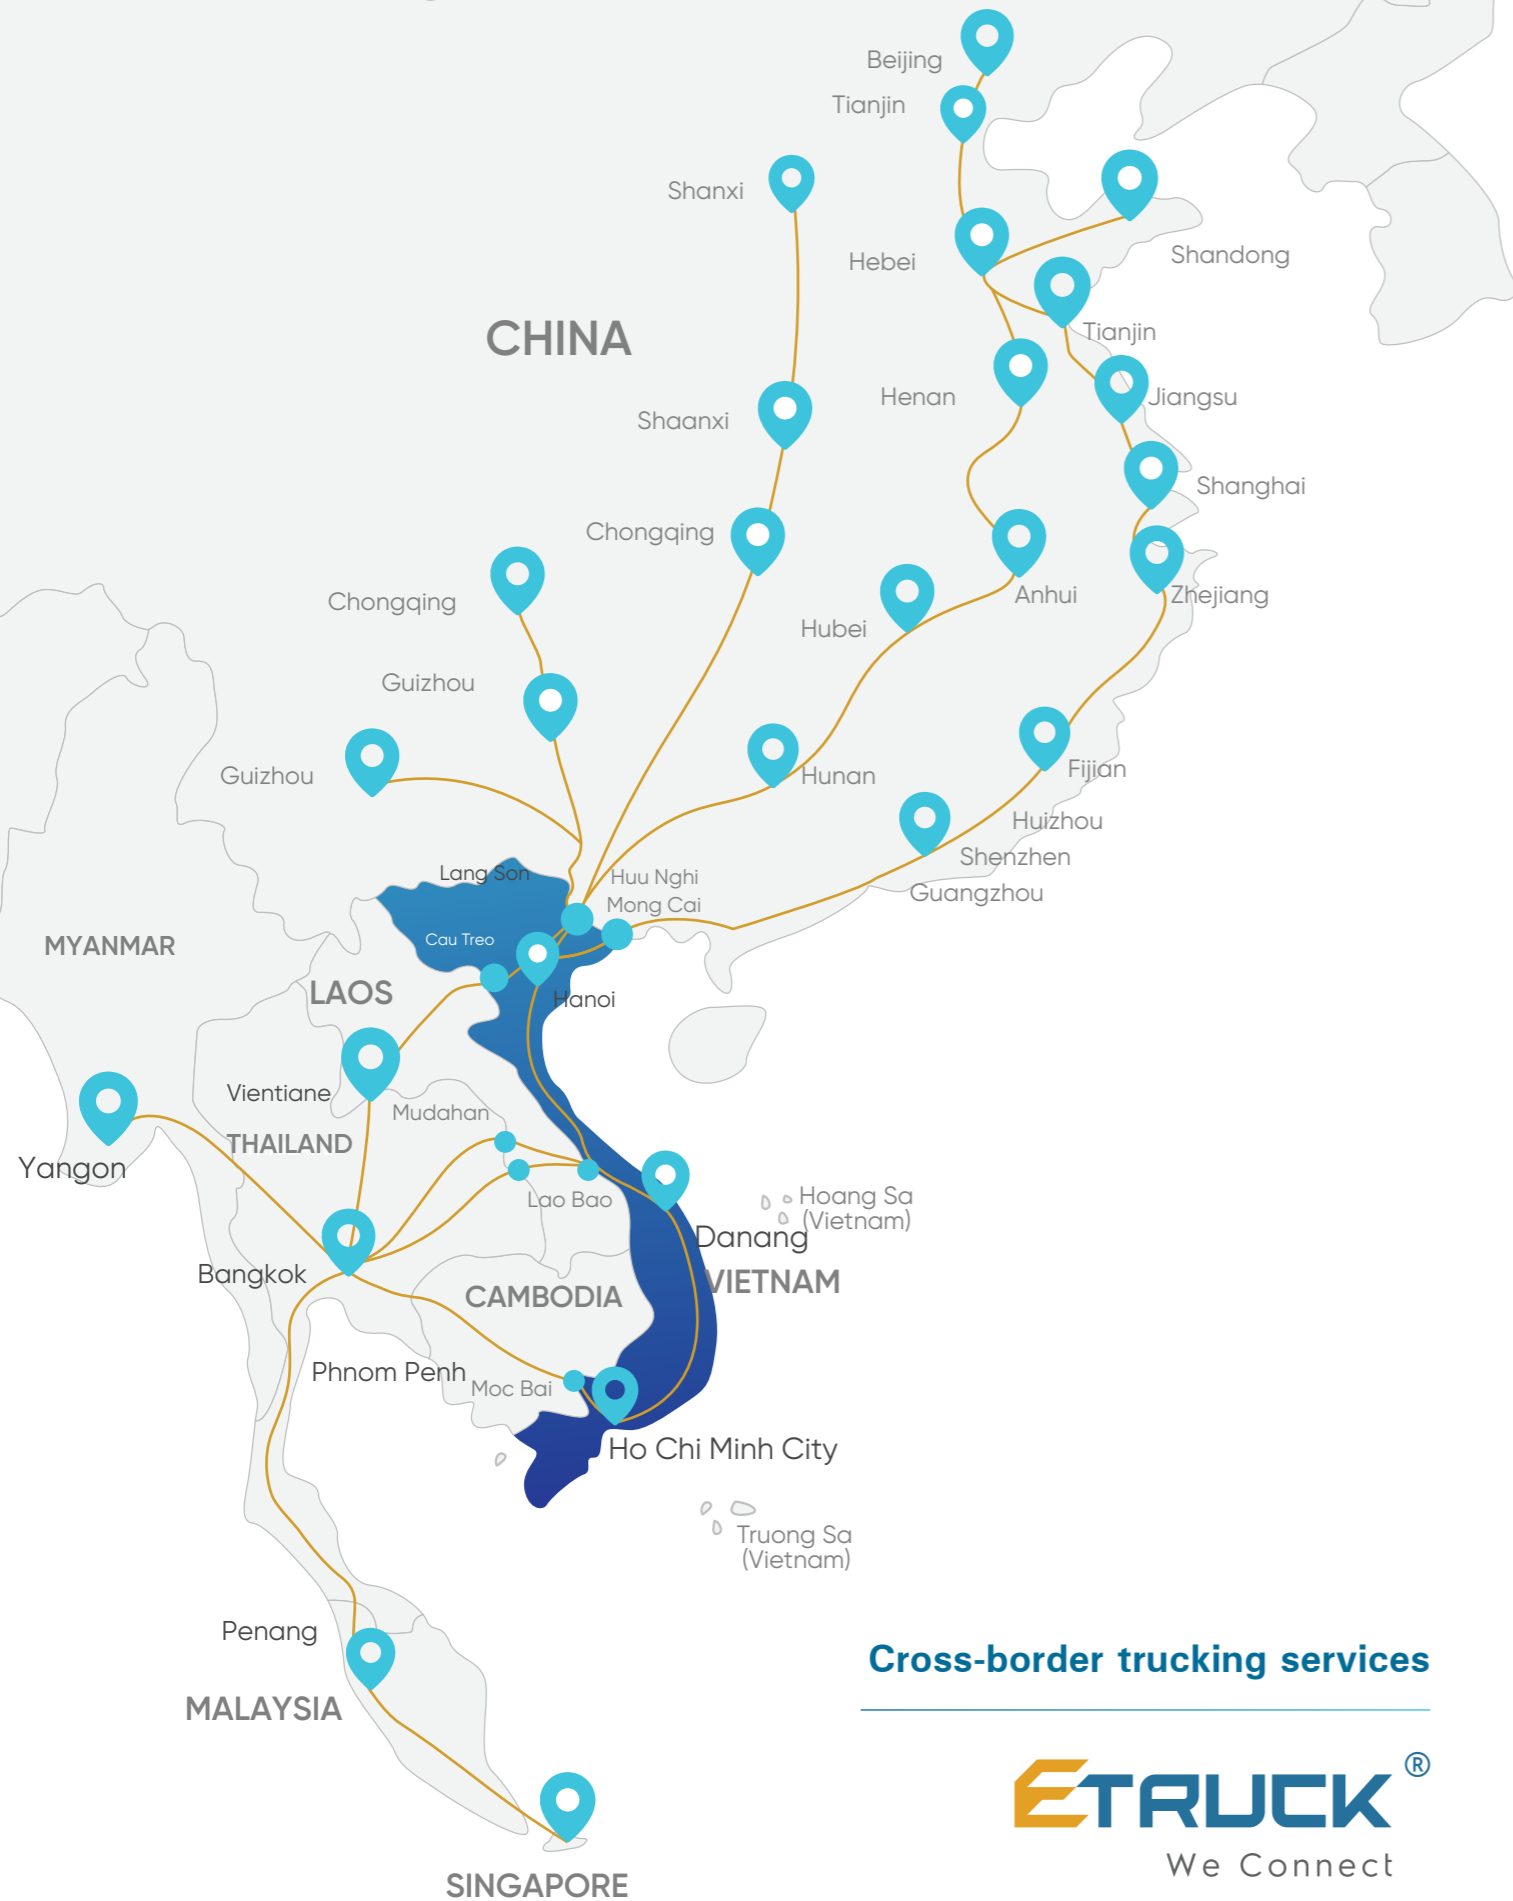 Beijing
Tianjin
Shanxi
Shandong
Hebei
Tianjin
CHINA
Henan
Jiangsu
Shaanxi
Shanghai
Chongqing
Anhui
Zhejiang
Chongqing
Hubei
Guizhou
Guizhou
Hunan
Fijian
Huizhou
Shenzhen
Guangzhou
Lang Son
Huu Nghi
Mong Cai
Cau Treo
MYANMAR
LAOS
Hanoi
Vientiane
Mudahan
THAILAND
Yangon
Lao Bao
Hoang Sa
(Vietnam)
Danang
Bangkok
CAMBODIA
VIETNAM
Phnom Penh
Moc Bai
Ho Chi Minh City
Truong Sa
(Vietnam)
Penang
MALAYSIA
SINGAPORE
Cross-border trucking services
ETRUCK ®
We Connect